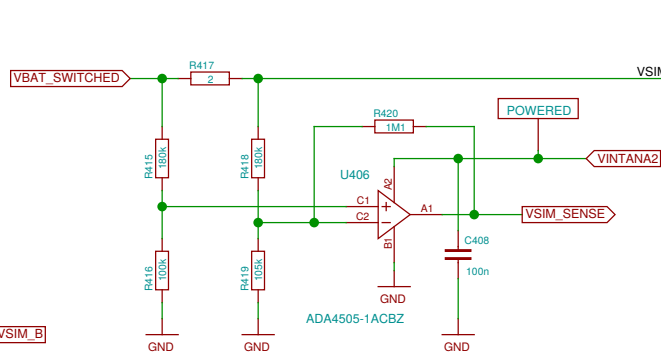 R417
VBAT_SWITCHED
2
VSIM
R420
1M1
POWERED
R415
180k
R418
180k
U406
A2
VINTANA2
C1
C2
A1
VSIM_SENSE
B1
C408
100n
R416
100k
R419
105k
GND
ADA4505-1ACBZ
VSIM_B
GND
GND
GND